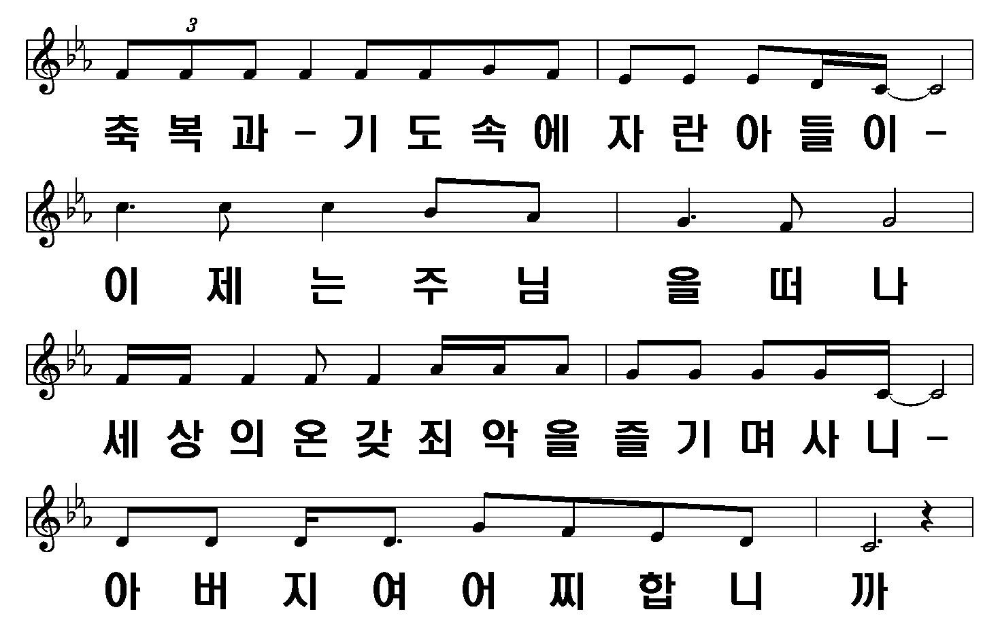 3
축 복 과 - 기 도 속 에 자 란 아 들 이 -
이 제 는 주 님 을 떠 나
세 상 의 온 갖 죄 악 을 즐 기 며 사 니 -
아 버 지 여 어 찌 합 니 까